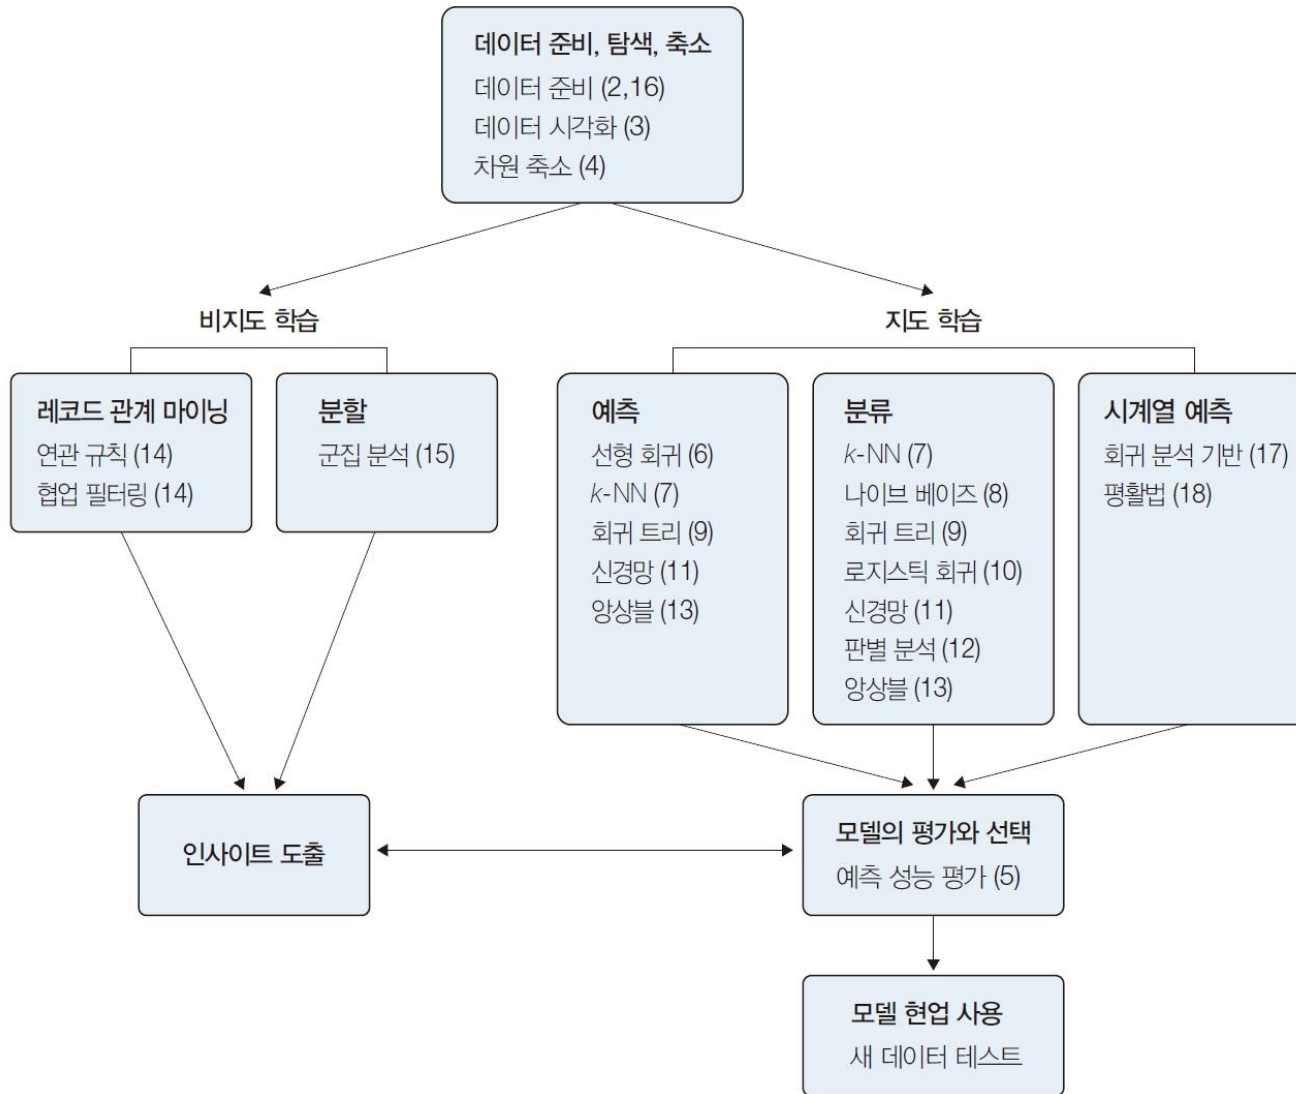 데이터 준비, 탐색, 축소
데이터 준비 (2,16)
데이터 시각화 (3)
차원 축소 (4)
비지도 학습
지도 학습
레코드 관계 마이닝
연관 규칙 (14)
협업 필터링 (14)
분할
군집 분석 (15)
예측
선형 회귀 (6)
k-NN (7)
회귀 트리 (9)
신경망 (11)
앙상블 (13)
분류
k-NN (7)
나이브 베이즈 (8)
회귀 트리 (9)
로지스틱 회귀 (10)
신경망 (11)
판별 분석 (12)
앙상블 (13)
시계열 예측
회귀 분석 기반 (17)
평활법 (18)
인사이트 도출
모델의 평가와 선택
예측 성능 평가 (5)
모델 현업 사용
새 데이터 테스트